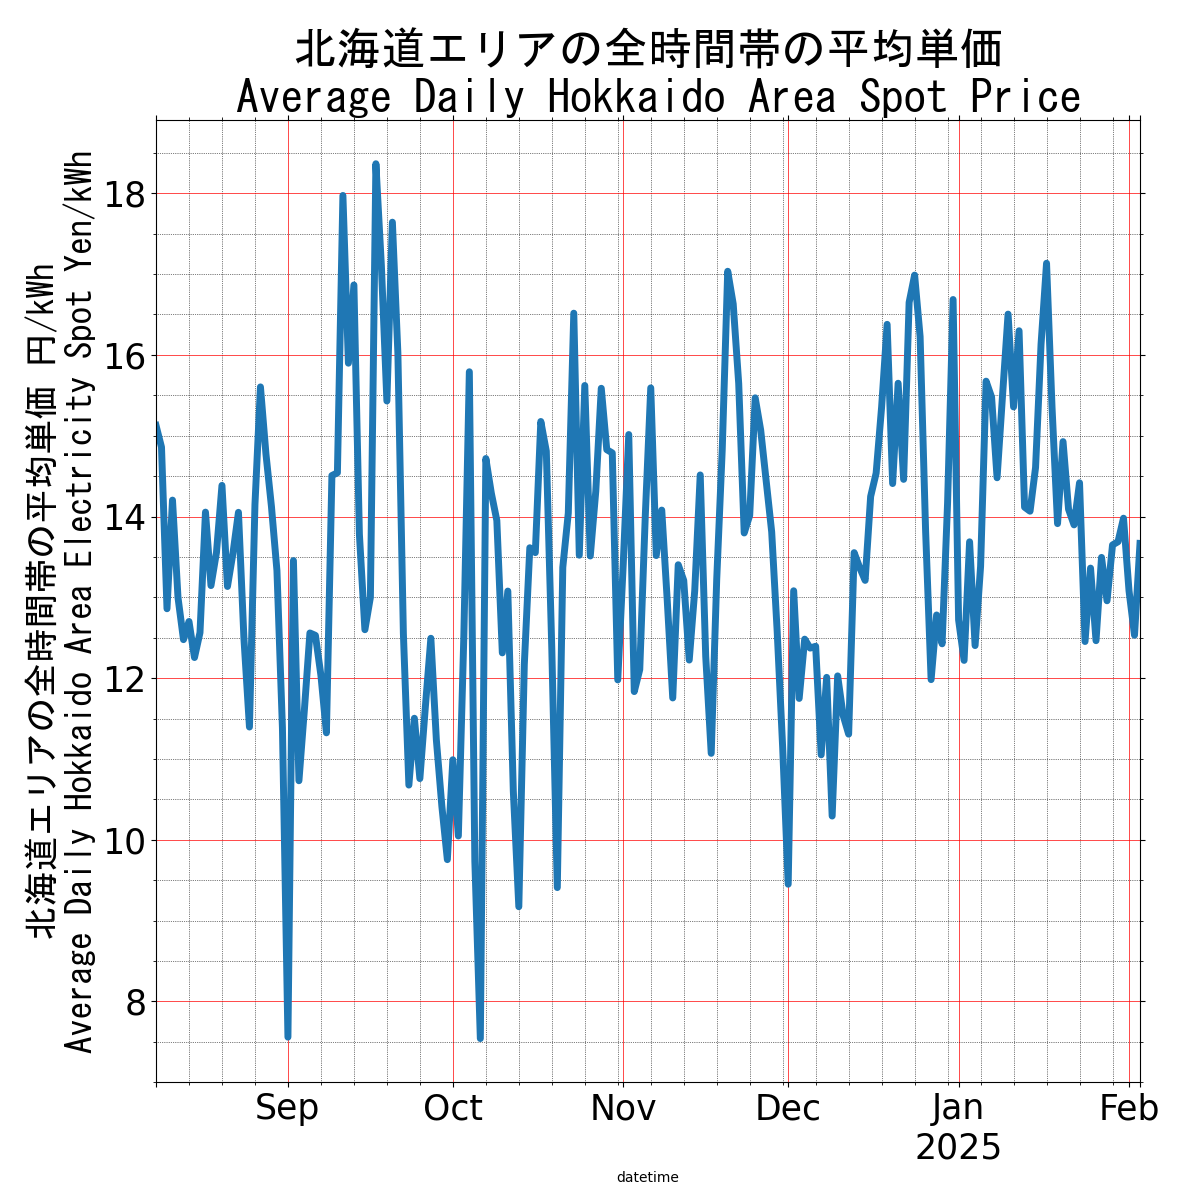 北海道エリアの全時間帯の平均単価
Average Daily Hokkaido Area Spot Price
北海道エリアの全時間帯の平均単価 円/kWh
Average Daily Hokkaido Area Electricity Spot Yen/kWh
18
16
14
12
10
8
Sep Oct Nov Dec Jan Feb
2025
datetime